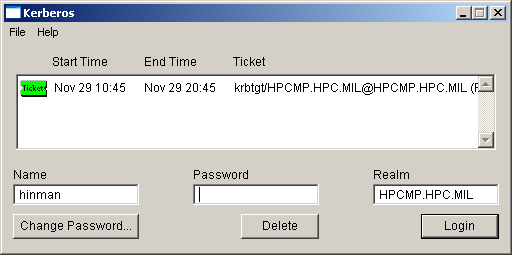 Kerberos
File Help
Start Time End Time Ticket
Ticket Nov 29 10:45 Nov 29 20:45 krbtgt/HPCMP.HPC.MIL@HPCMP.HPC.MIL (F
Name Password Realm
hinman HPCMP.HPC.MIL
Change Password... Delete Login